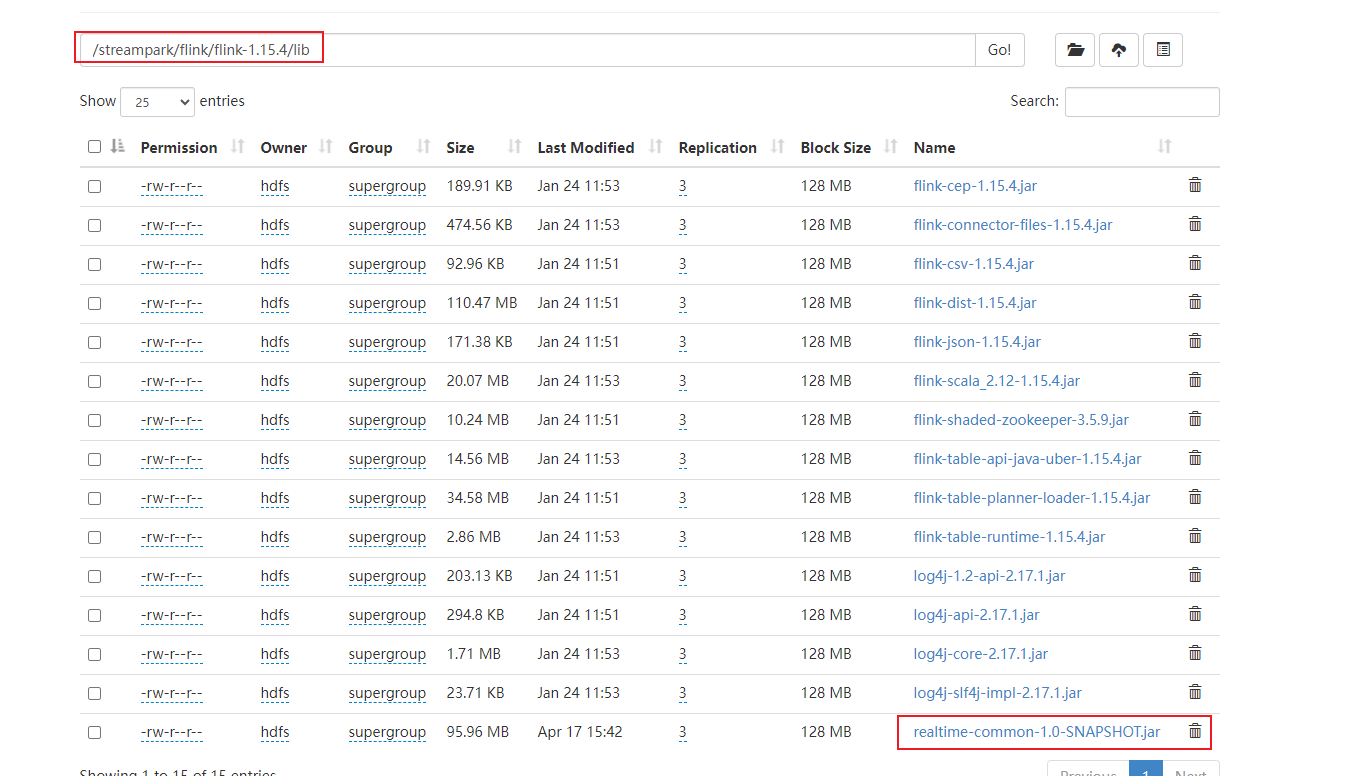 /streampark/flink/flink-1.15.4/lib Go!
Show 25 entries Search:
Permission Owner Group Size Last Modified Replication Block Size Name
-rw-r--r-- hdfs supergroup 189.91 KB Jan 24 11:53 3 128 MB flink-cep-1.15.4.jar
-rw-r--r-- hdfs supergroup 474.56 KB Jan 24 11:53 3 128 MB flink-connector-files-1.15.4.jar
-rw-r--r-- hdfs supergroup 92.96 KB Jan 24 11:51 3 128 MB flink-csv-1.15.4.jar
-rw-r--r-- hdfs supergroup 110.47 MB Jan 24 11:51 3 128 MB flink-dist-1.15.4.jar
-rw-r--r-- hdfs supergroup 171.38 KB Jan 24 11:51 3 128 MB flink-json-1.15.4.jar
-rw-r--r-- hdfs supergroup 20.07 MB Jan 24 11:53 3 128 MB flink-scala_2.12-1.15.4.jar
-rw-r--r-- hdfs supergroup 10.24 MB Jan 24 11:51 3 128 MB flink-shaded-zookeeper-3.5.9.jar
-rw-r--r-- hdfs supergroup 14.56 MB Jan 24 11:51 3 128 MB flink-table-api-java-uber-1.15.4.jar
-rw-r--r-- hdfs supergroup 34.58 MB Jan 24 11:51 3 128 MB flink-table-planner-loader-1.15.4.jar
-rw-r--r-- hdfs supergroup 2.86 MB Jan 24 11:53 3 128 MB flink-table-runtime-1.15.4.jar
-rw-r--r-- hdfs supergroup 203.13 KB Jan 24 11:51 3 128 MB log4j-1.2-api-2.17.1.jar
-rw-r--r-- hdfs supergroup 294.8 KB Jan 24 11:51 3 128 MB log4j-api-2.17.1.jar
-rw-r--r-- hdfs supergroup 1.71 MB Jan 24 11:53 3 128 MB log4j-core-2.17.1.jar
-rw-r--r-- hdfs supergroup 23.71 KB Jan 24 11:53 3 128 MB log4j-slf4j-impl-2.17.1.jar
-rw-r--r-- hdfs supergroup 95.96 MB Apr 17 15:42 3 128 MB realtime-common-1.0-SNAPSHOT.jar
Showing 1 to 15 of 15 entries Previous 1 Next